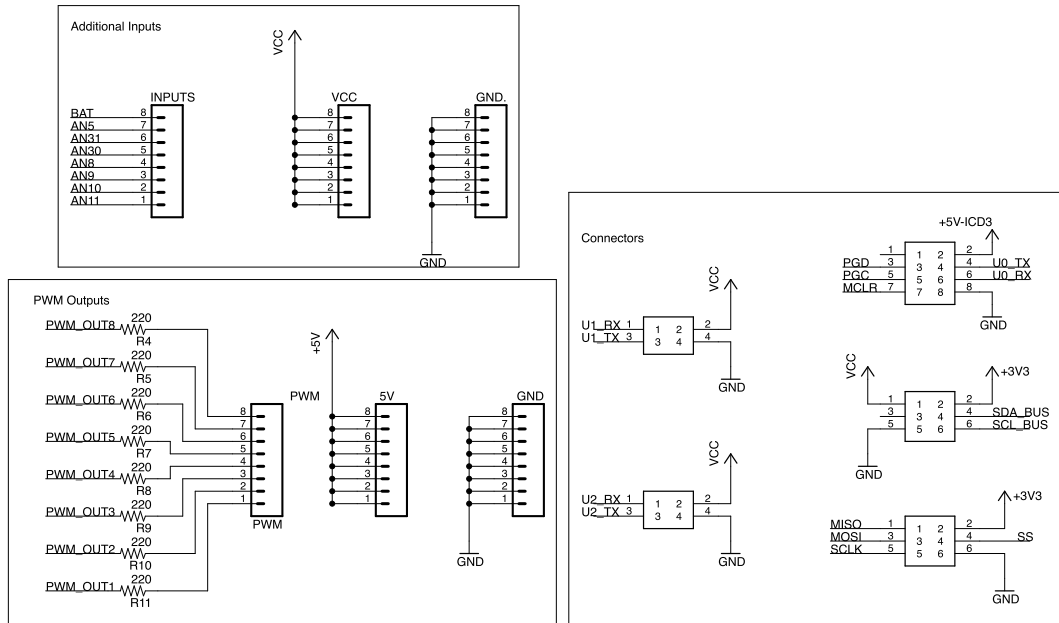 Additional Inputs
VCC
INPUTS
VCC
GND.
BAT 8
AN5 7
AN31 6
AN30 5
AN8 4
AN9 3
AN10 2
AN11 1
8
7
6
5
4
3
2
1
8
7
6
5
4
3
2
1
GND
PWM Outputs
PWM_OUT8 220
R4
PWM_OUT7 220
R5
PWM_OUT6 220
R6
PWM_OUT5 220
R7
PWM_OUT4 220
R8
PWM_OUT3 220
R9
PWM_OUT2 220
R10
PWM_OUT1 220
R11
8
7
6
5
4
3
2
1
PWM
PWM
+5V
5V
8
7
6
5
4
3
2
1
GND
8
7
6
5
4
3
2
1
GND
Connectors
VCC
U1_RX 1 1 2 2
U1_TX 3 3 4 4
GND
VCC
U2_RX 1 1 2 2
U2_TX 3 3 4 4
GND
+5V-ICD3
1 1 2 2
PGD 3 3 4 4 U0_TX
PGC 5 5 6 6 U0_RX
MCLR 7 7 8 8
GND
VCC
+3V3
1 1 2 2
3 3 4 4 SDA_BUS
5 5 6 6 SCL_BUS
GND
+3V3
MISO 1 1 2 2
MOSI 3 3 4 4 SS
SCLK 5 5 6 6
GND